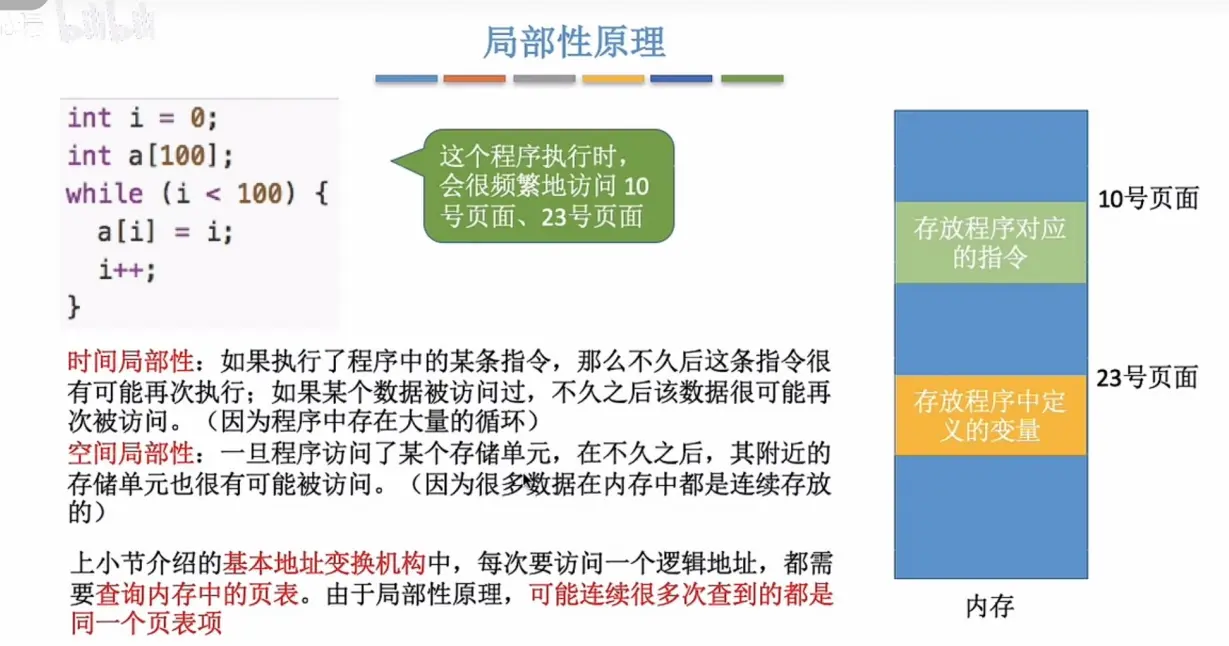 局部性原理
int i = 0;
int a[100];
while (i < 100) {
a[i] = i;
i++;
}
这个程序执行时，
会很频繁地访问 10
号页面、23号页面
10号页面
存放程序对应
的指令
23号页面
存放程序中定
义的变量
内存
时间局部性：如果执行了程序中的某条指令，那么不久后这条指令很
有可能再次执行；如果某个数据被访问过，不久之后该数据很可能再
次被访问。（因为程序中存在大量的循环）
空间局部性：一旦程序访问了某个存储单元，在不久之后，其附近的
存储单元也很有可能被访问。（因为很多数据在内存中都是连续存放
的）
上小节介绍的基本地址变换机构中，每次要访问一个逻辑地址，都需
要查询内存中的页表。由于局部性原理，可能连续很多次查到的都是
同一个页表项